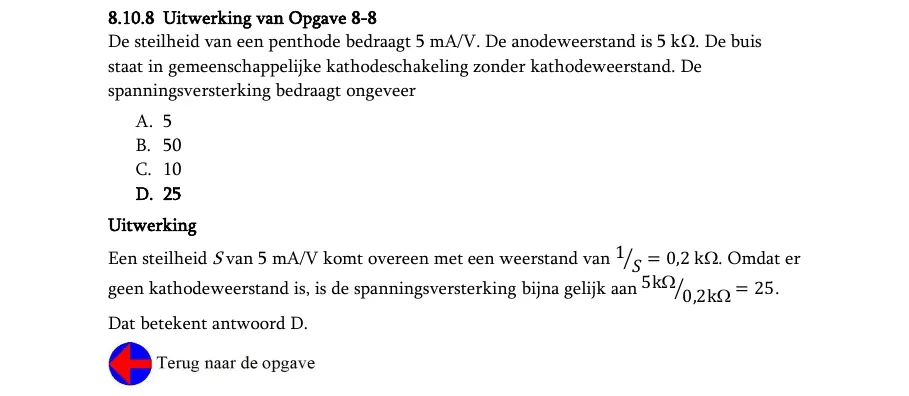 8.10.8 Uitwerking van Opgave 8-8
De steilheid van een penthode bedraagt 5 mA/V. De anodeweerstand is 5 kΩ. De buis
staat in gemeenschappelijke kathodeschakeling zonder kathodeweerstand. De
spanningsversterking bedraagt ongeveer
A. 5
B. 50
C. 10
D. 25
Uitwerking
Een steilheid S van 5 mA/V komt overeen met een weerstand van 1/S = 0,2 kΩ. Omdat er
geen kathodeweerstand is, is de spanningsversterking bijna gelijk aan 5kΩ/0,2kΩ = 25.
Dat betekent antwoord D.
Terug naar de opgave